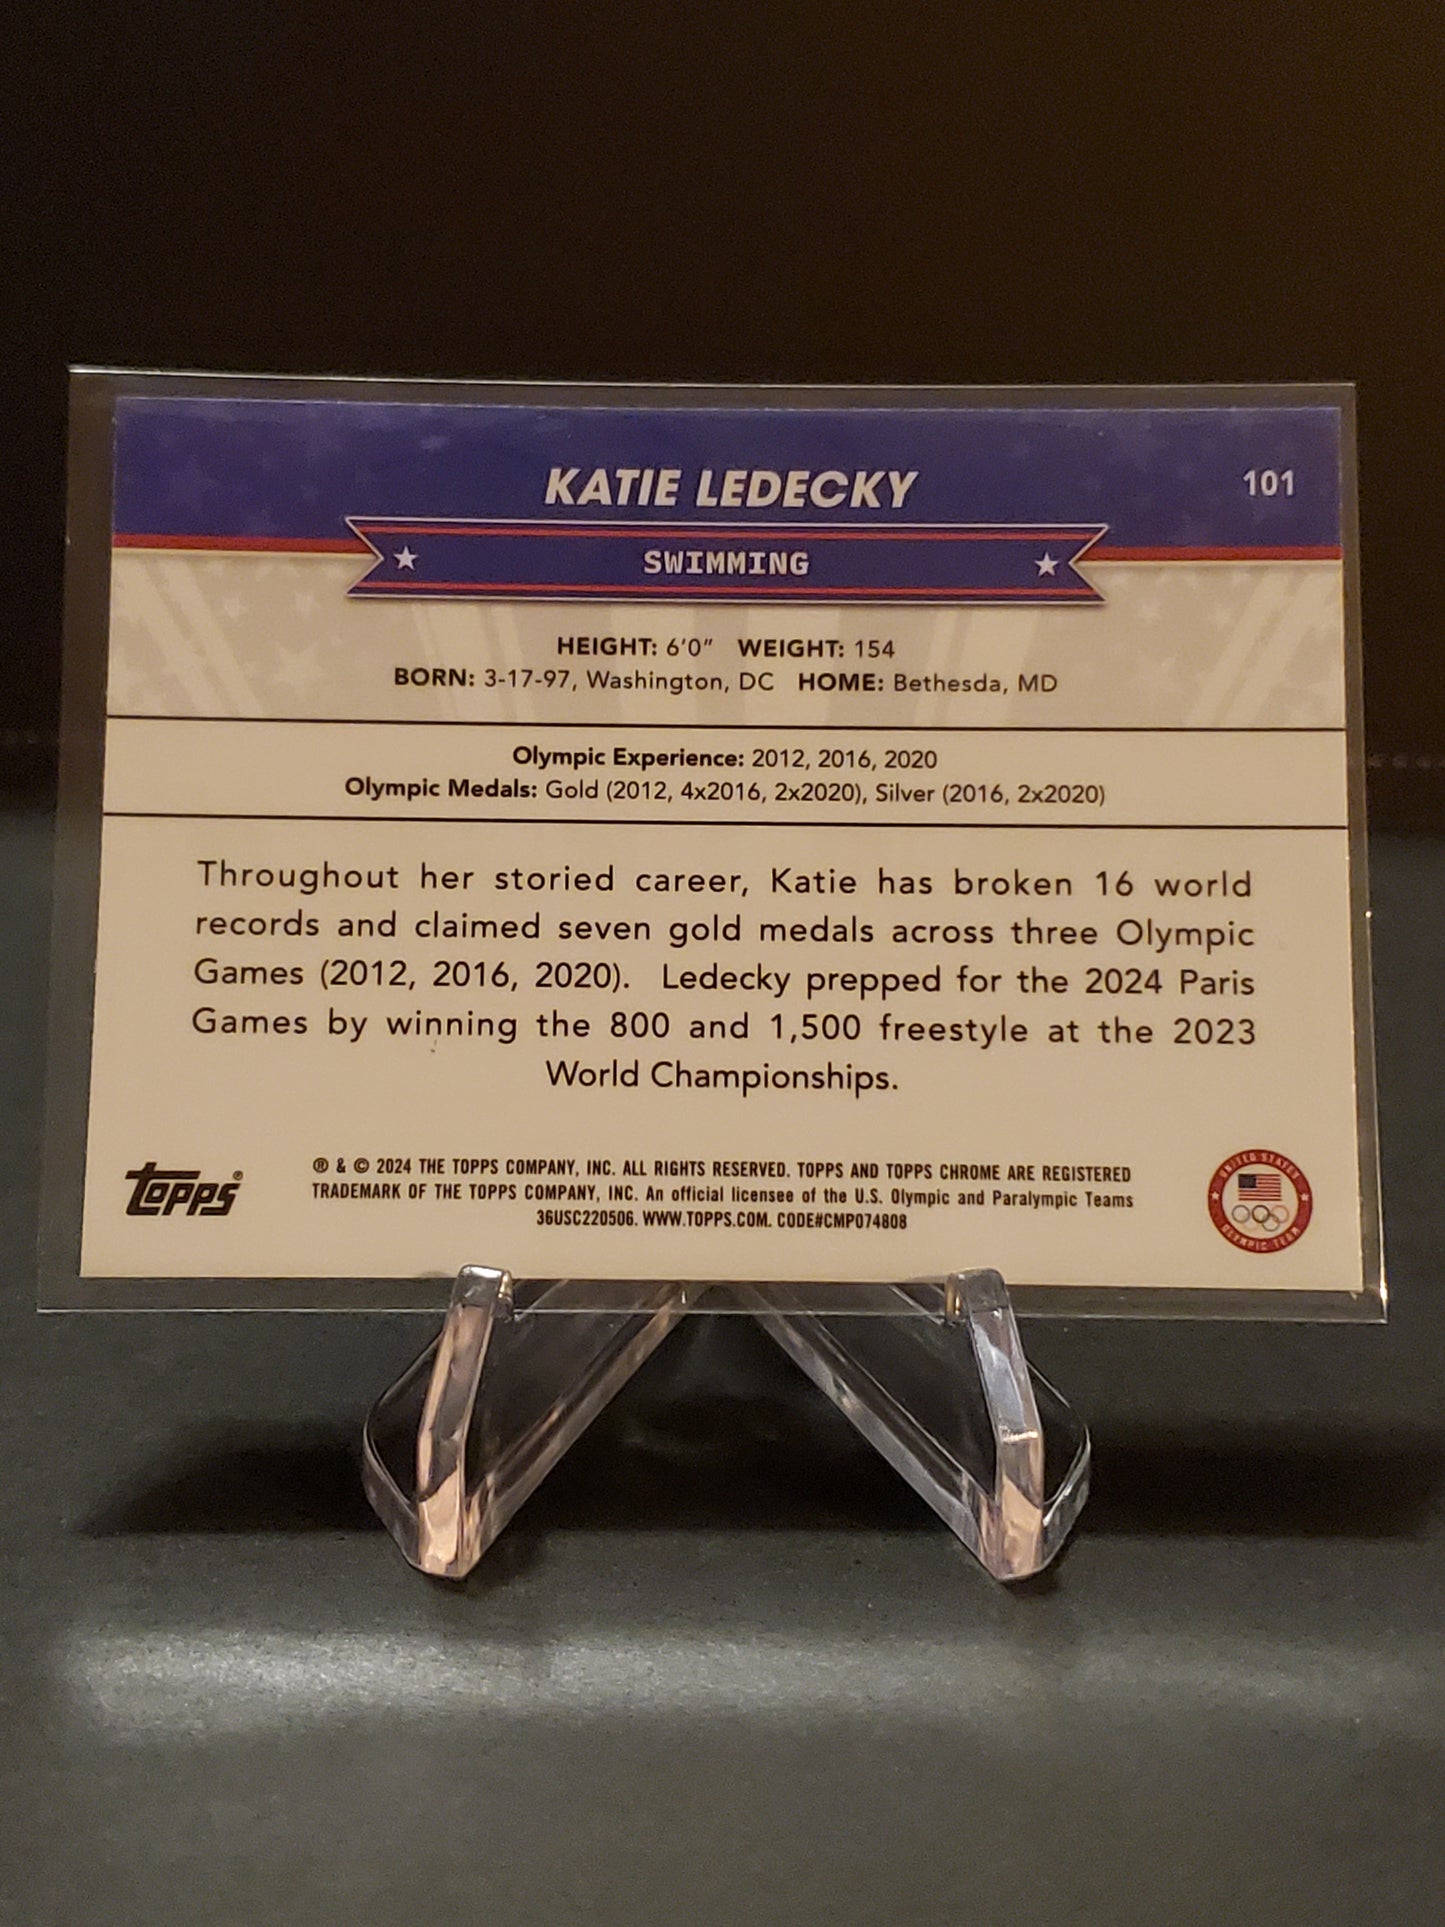 KATIE LEDECKY
101
SWIMMING
HEIGHT: 6'0" WEIGHT: 154
BORN: 3-17-97, Washington, DC HOME: Bethesda, MD
Olympic Experience: 2012, 2016, 2020
Olympic Medals: Gold (2012, 4x2016, 2x2020), Silver (2016, 2x2020)
Throughout her storied career, Katie has broken 16 world
records and claimed seven gold medals across three Olympic
Games (2012, 2016, 2020). Ledecky prepped for the 2024 Paris
Games by winning the 800 and 1,500 freestyle at the 2023
World Championships.
Topps®
® & © 2024 THE TOPPS COMPANY, INC. ALL RIGHTS RESERVED. TOPPS AND TOPPS CHROME ARE REGISTERED
TRADEMARK OF THE TOPPS COMPANY, INC. An official licensee of the U.S. Olympic and Paralympic Teams
36USC220506. WWW.TOPPS.COM. CODE#CMP074808
UNITED STATES
OLYMPIC TEAM